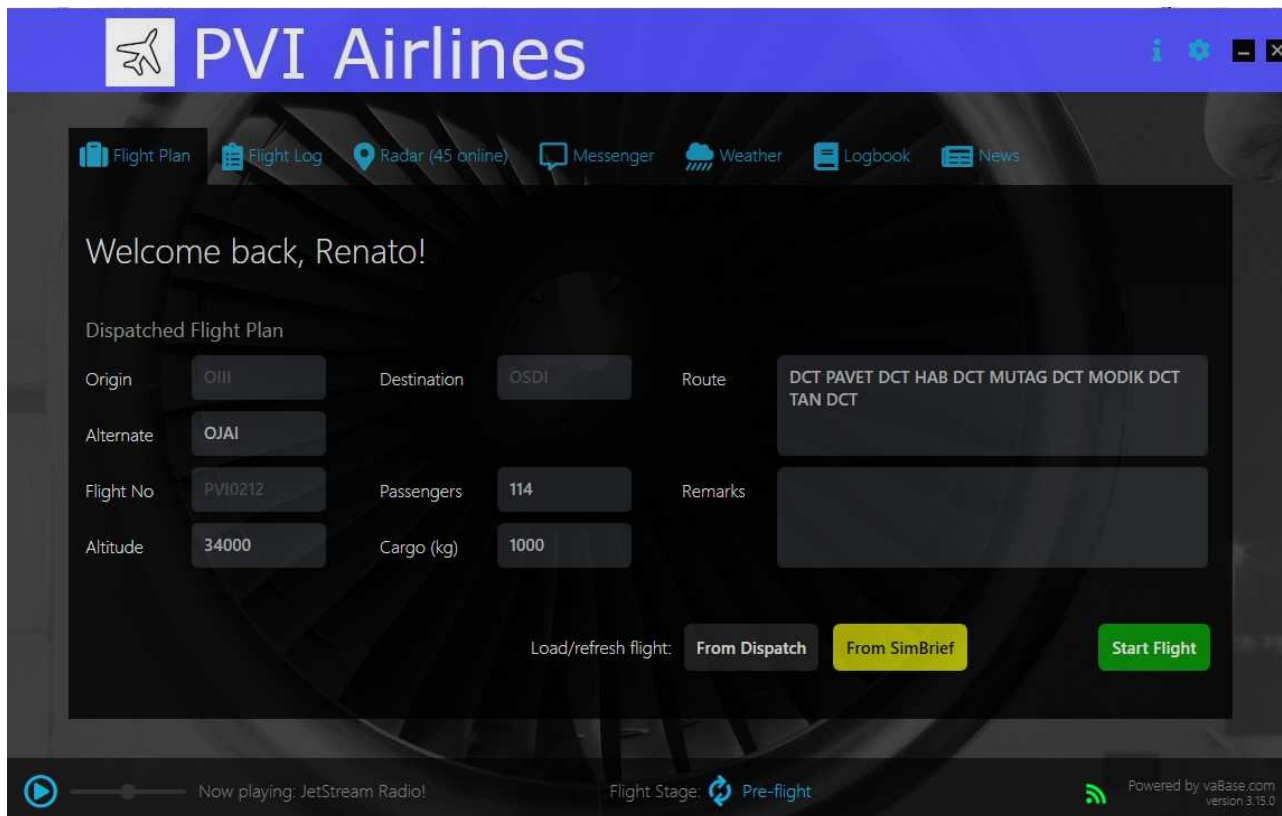 PVI Airlines
Flight Plan
Flight Log
Radar (45 online)
Messenger
Weather
Logbook
News
Welcome back, Renato!
Dispatched Flight Plan
Origin
OIII
Destination
OSDI
Route
DCT PAVET DCT HAB DCT MUTAG DCT MODIK DCT
TAN DCT
Alternate
OJAI
Flight No
PVI0212
Passengers
114
Remarks
Altitude
34000
Cargo (kg)
1000
Load/refresh flight:
From Dispatch
From SimBrief
Start Flight
Now playing: JetStream Radio!
Flight Stage:
Pre-flight
Powered by vaBase.com
version 3.15.0